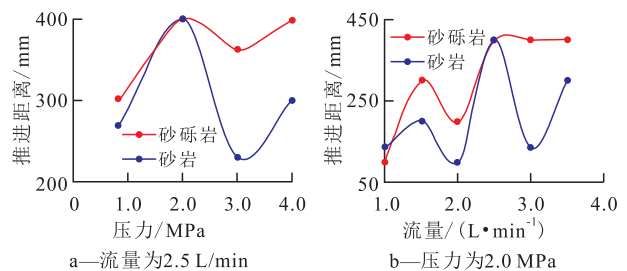 400
300
200
推进距离/mm
砂砾岩
砂岩
0 1.0 2.0 3.0 4.0
压力/MPa
a—流量为2.5 L/min
450
250
50
推进距离/mm
砂砾岩
砂岩
1.0 2.0 3.0 4.0
流量/(L•min⁻¹)
b—压力为2.0 MPa